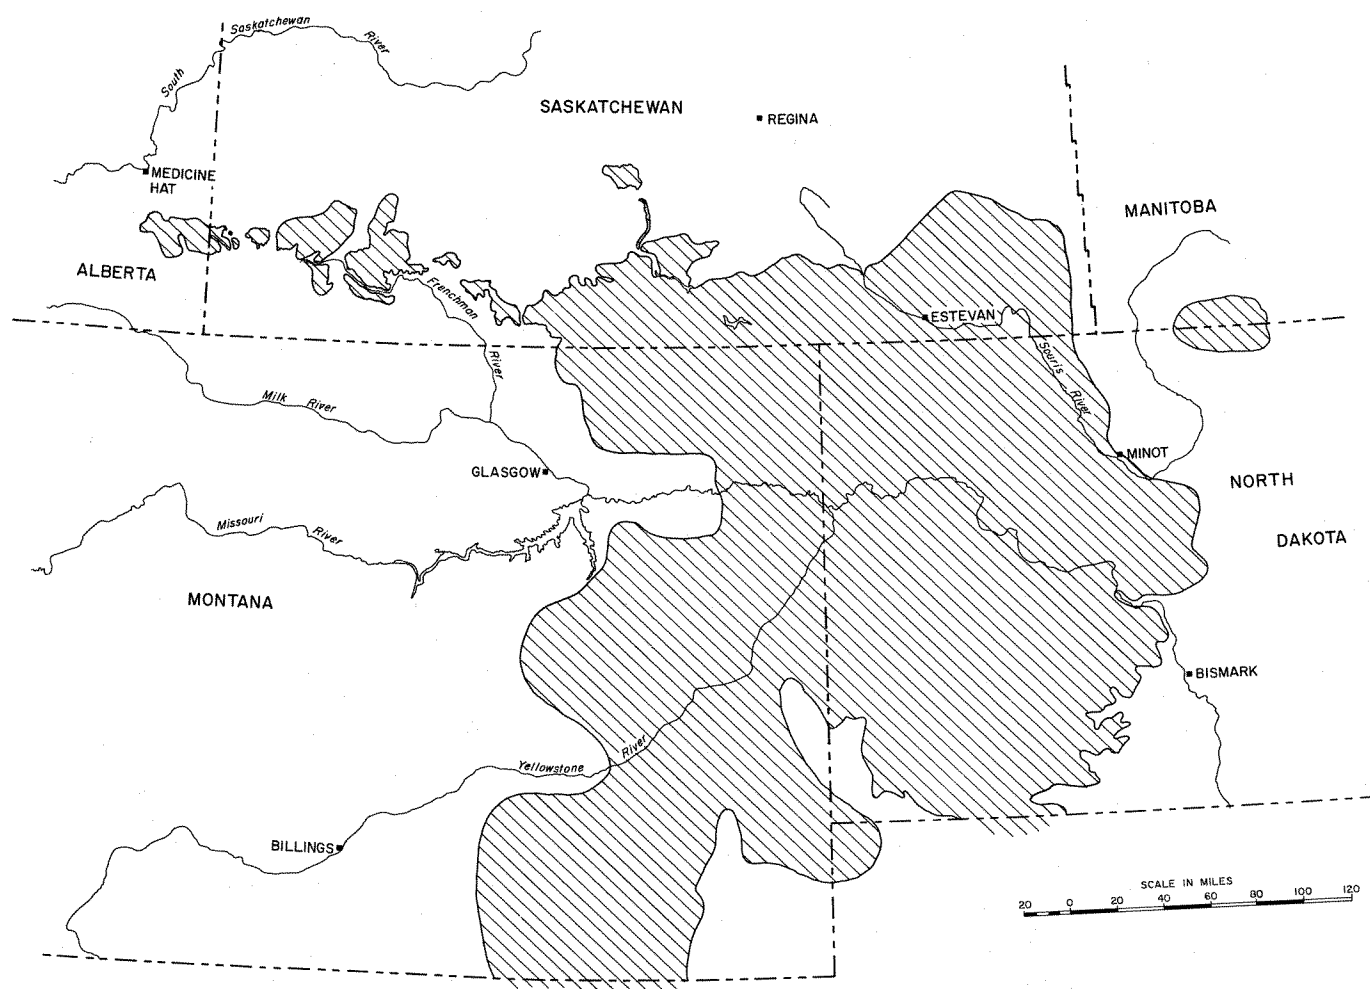 South Saskatchewan River
SASKATCHEWAN
REGINA
MEDICINE
HAT
MANITOBA
ALBERTA
Frenchman
River
ESTEVAN
Souris
River
Milk River
GLASGOW
MINOT
NORTH
DAKOTA
Missouri
River
MONTANA
BISMARK
Yellowstone
River
BILLINGS
SCALE IN MILES
20 0 20 40 60 80 100 120